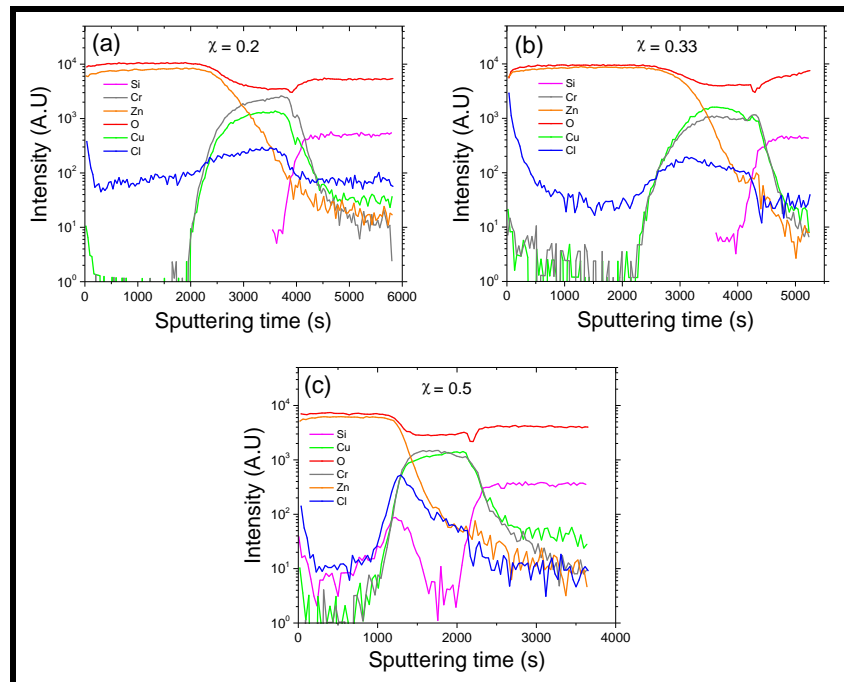 (a)
χ = 0.2
Si
Cr
Zn
O
Cu
Cl
Intensity (A.U)
10⁴
10³
10²
10¹
10⁰
0 1000 2000 3000 4000 5000 6000
Sputtering time (s)
(b)
χ = 0.33
Si
Cr
Zn
O
Cu
Cl
Intensity (A.U)
10⁴
10³
10²
10¹
10⁰
0 1000 2000 3000 4000 5000
Sputtering time (s)
(c)
χ = 0.5
Si
Cu
O
Cr
Zn
Cl
Intensity (A.U)
10⁴
10³
10²
10¹
10⁰
0 1000 2000 3000 4000
Sputtering time (s)